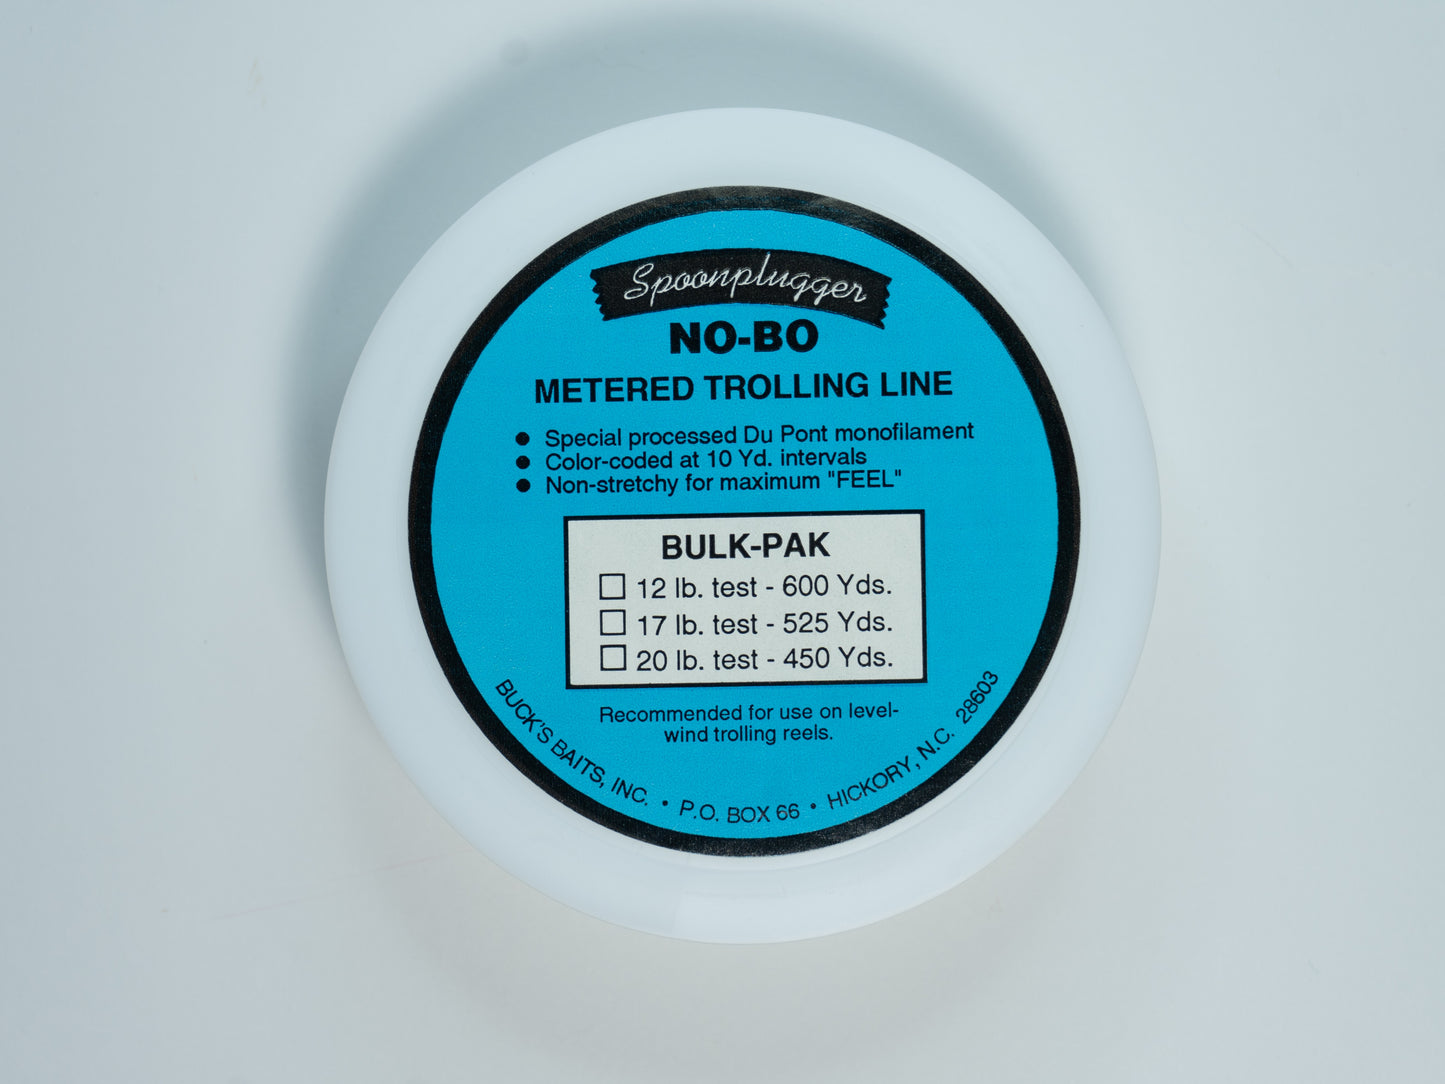 Spoonplugger
NO-BO
METERED TROLLING LINE
● Special processed Du Pont monofilament
● Color-coded at 10 Yd. intervals
● Non-stretchy for maximum "FEEL"
BULK-PAK
☐ 12 lb. test - 600 Yds.
☐ 17 lb. test - 525 Yds.
☐ 20 lb. test - 450 Yds.
Recommended for use on level-
wind trolling reels.
BUCK'S BAITS, INC. • P.O. BOX 66 • HICKORY, N.C. 28603